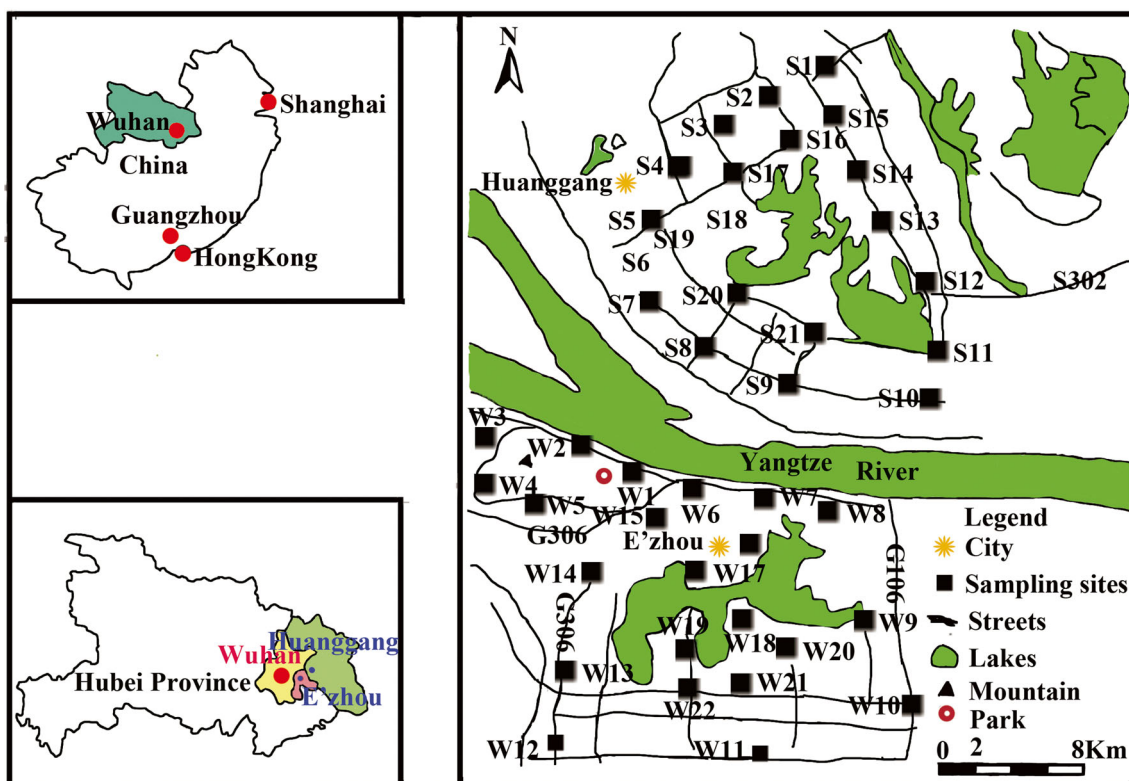 Shanghai
Wuhan
China
Guangzhou
HongKong
Huanggang
Wuhan
Hubei Province
E'zhou
N
S1
S2
S3
S15
S16
S4
S17
S14
Huanggang
S5
S18
S13
S19
S6
S12
S302
S7
S20
S21
S8
S11
S9
S10
W3
W2
Yangtze River
W4
W1
W5
W15
W6
W7
W8
G306
E'zhou
G106
W14
W17
G306
W19
W18
W9
W20
W13
W21
W22
W10
W12
W11
Legend
City
Sampling sites
Streets
Lakes
Mountain
Park
0 2 8Km